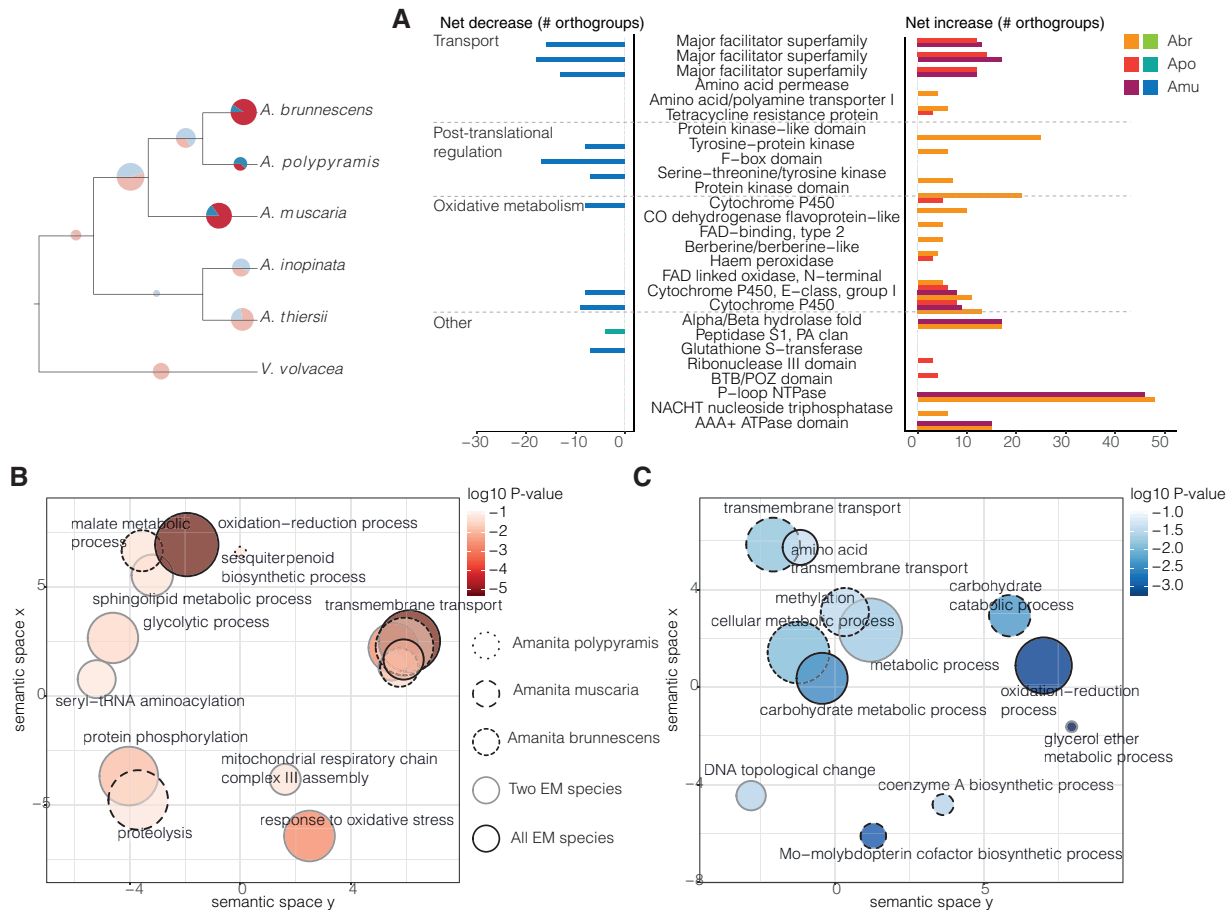 A
Net decrease (# orthogroups)
Net increase (# orthogroups)
Abr
Apo
Amu
A. brunnescens
A. polypyramis
A. muscaria
A. inopinata
A. thiersii
V. volvacea
Transport
Post-translational
regulation
Oxidative metabolism
Other
Major facilitator superfamily
Major facilitator superfamily
Major facilitator superfamily
Amino acid permease
Amino acid/polyamine transporter I
Tetracycline resistance protein
Protein kinase-like domain
Tyrosine-protein kinase
F-box domain
Serine-threonine/tyrosine kinase
Protein kinase domain
Cytochrome P450
CO dehydrogenase flavoprotein-like
FAD-binding, type 2
Berberine/berberine-like
Haem peroxidase
FAD linked oxidase, N-terminal
Cytochrome P450, E-class, group I
Cytochrome P450
Alpha/Beta hydrolase fold
Peptidase S1, PA clan
Glutathione S-transferase
Ribonuclease III domain
BTB/POZ domain
P-loop NTPase
NACHT nucleoside triphosphatase
AAA+ ATPase domain
−30 −20 −10 0
0 10 20 30 40 50
B
malate metabolic
process
oxidation−reduction process
sesquiterpenoid
biosynthetic process
sphingolipid metabolic process
transmembrane transport
glycolytic process
seryl−tRNA aminoacylation
protein phosphorylation
mitochondrial respiratory chain
complex III assembly
response to oxidative stress
proteolysis
5
0
−5
−4 0 4
semantic space x
semantic space y
log10 P-value
−1
−2
−3
−4
−5
Amanita polypyramis
Amanita muscaria
Amanita brunnescens
Two EM species
All EM species
C
transmembrane transport
amino acid
transmembrane transport
methylation
carbohydrate
catabolic process
cellular metabolic process
metabolic process
oxidation−reduction
process
carbohydrate metabolic process
glycerol ether
metabolic process
DNA topological change
coenzyme A biosynthetic process
Mo−molybdopterin cofactor biosynthetic process
4
0
−4
−8
0 5
semantic space x
semantic space y
log10 P-value
−1.0
−1.5
−2.0
−2.5
−3.0